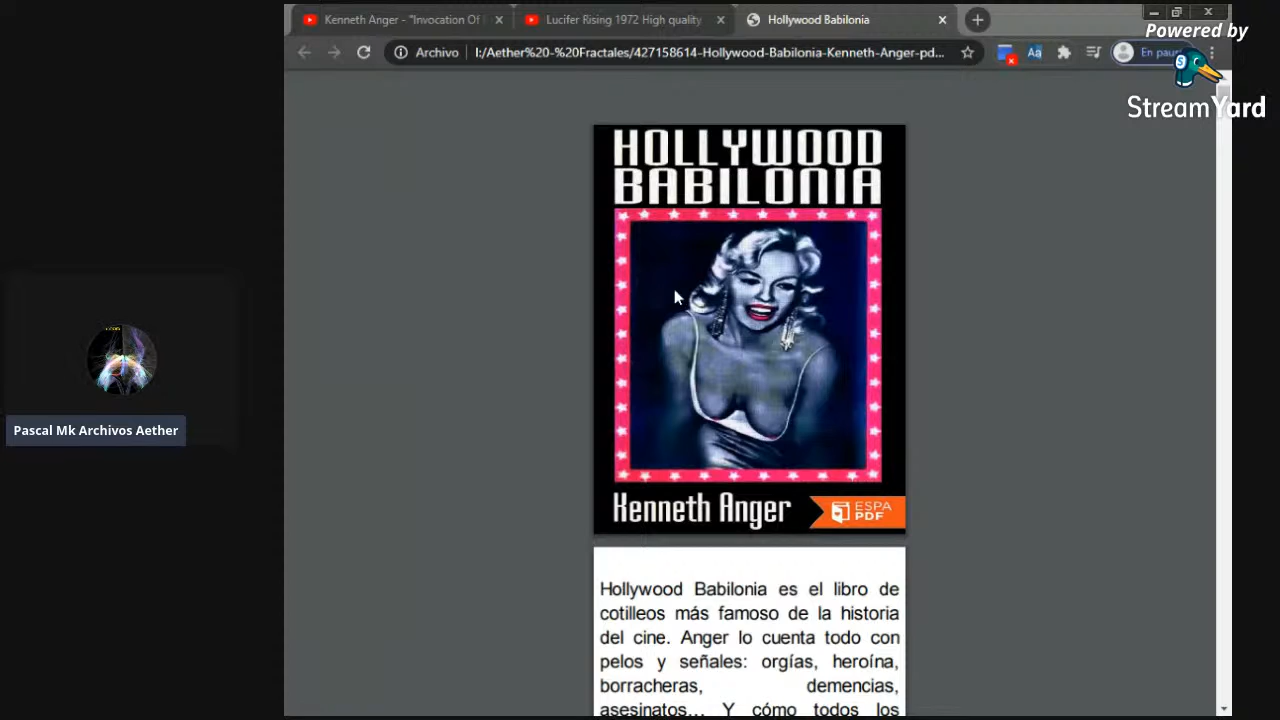 Kenneth Anger - "Invocation Of
Lucifer Rising 1972 High quality
Hollywood Babilonia
Archivo
I:/Aether%20-%20Fractales/427158614-Hollywood-Babilonia-Kenneth-Anger-pd...
Aa
En pau
Powered by
S
StreamYard
HOLLYWOOD
BABILONIA
Kenneth Anger
ESPA
PDF
Pascal Mk Archivos Aether
Hollywood Babilonia es el libro de
cotilleos más famoso de la historia
del cine. Anger lo cuenta todo con
pelos y señales: orgías, heroína,
borracheras, demencias,
asesinatos... Y cómo todos los